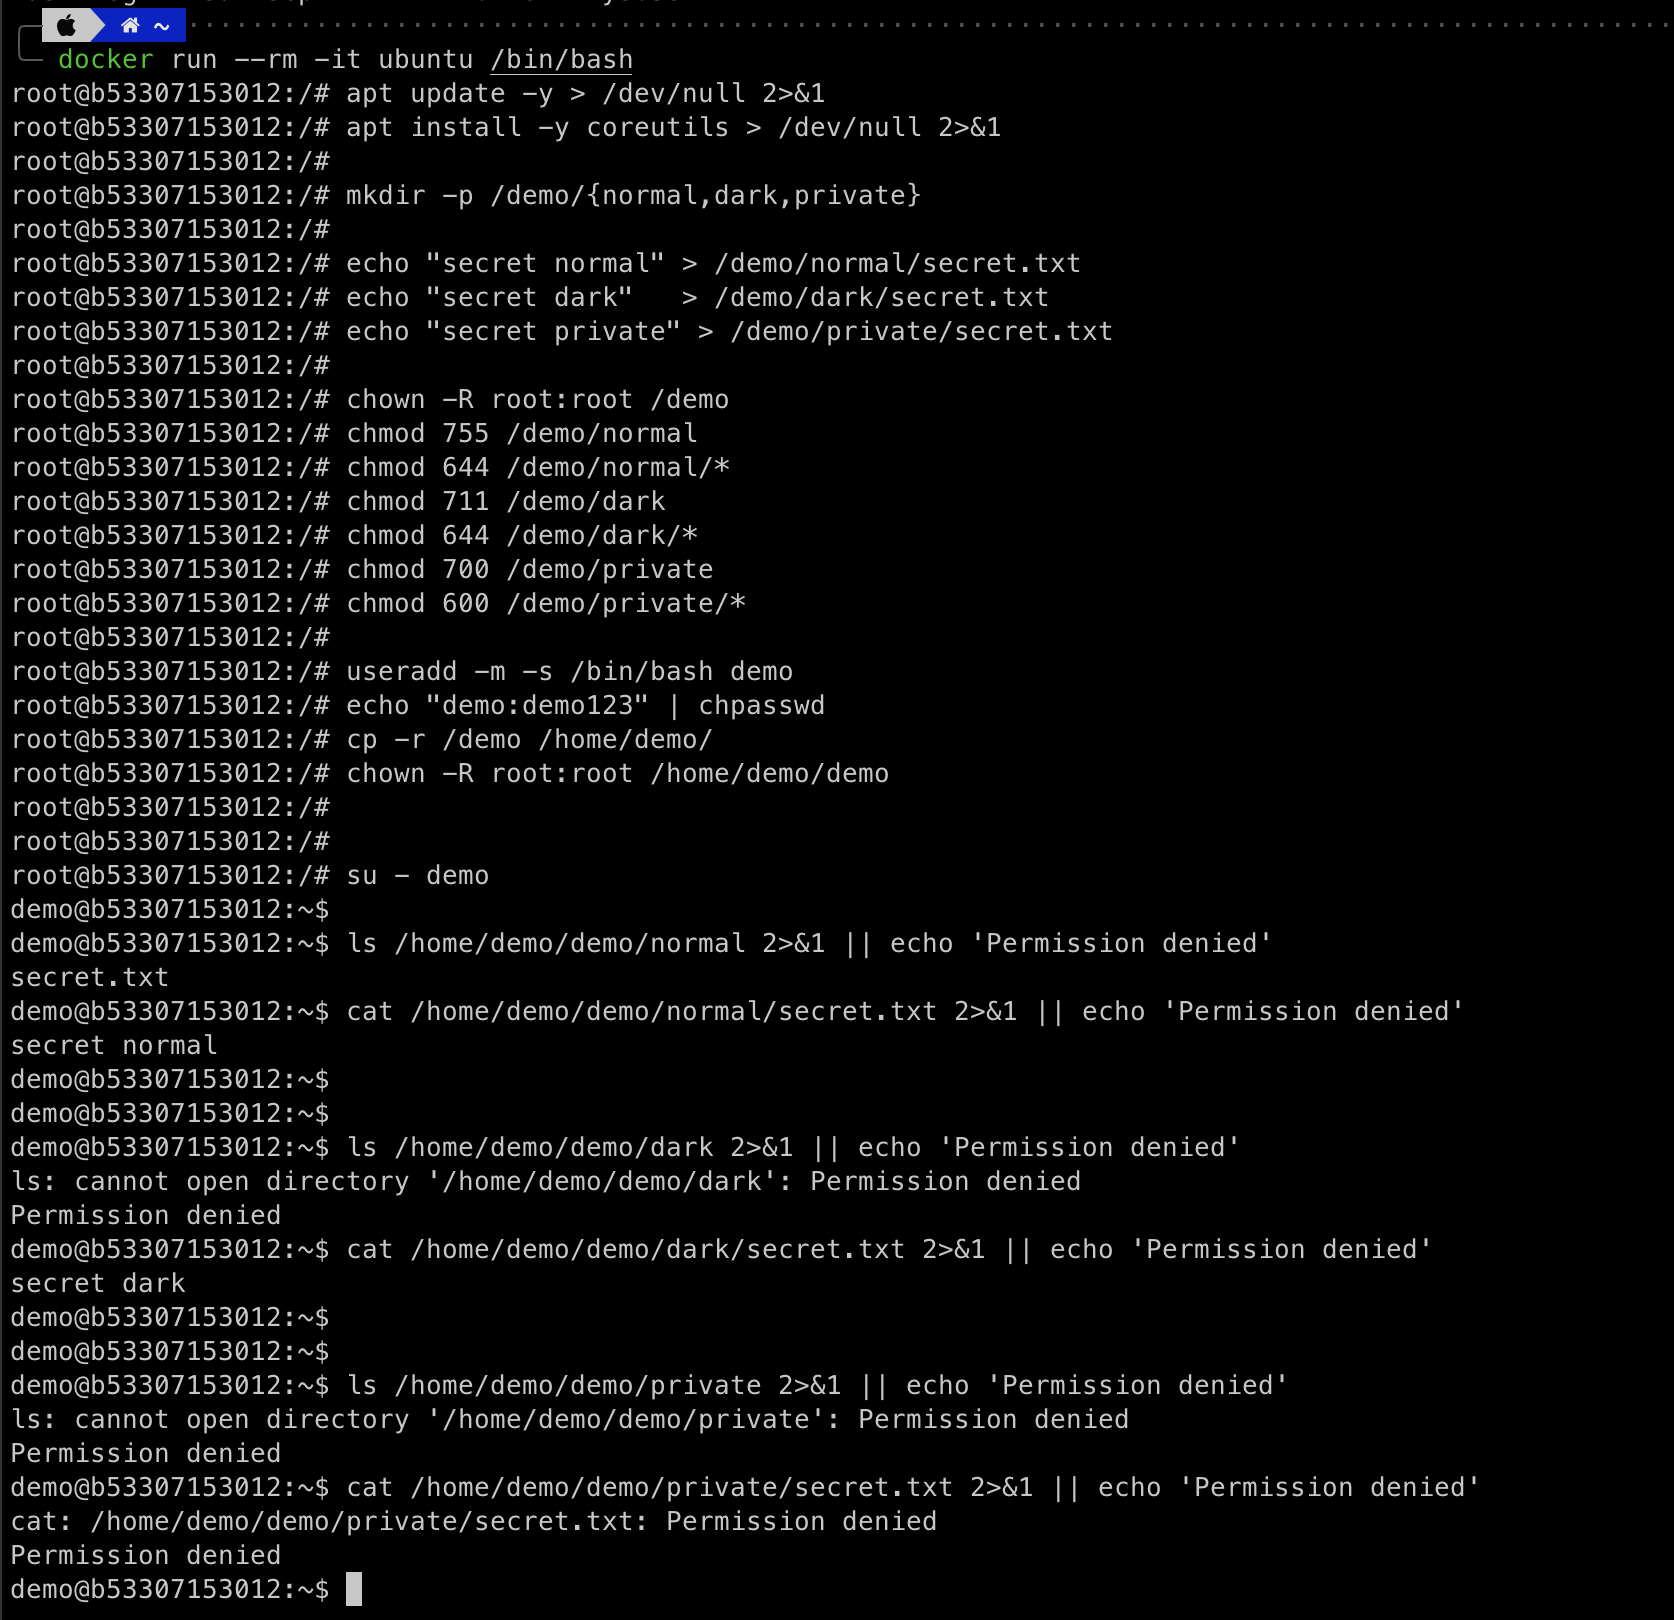 ~
docker run --rm -it ubuntu /bin/bash
root@b53307153012:/# apt update -y > /dev/null 2>&1
root@b53307153012:/# apt install -y coreutils > /dev/null 2>&1
root@b53307153012:/#
root@b53307153012:/# mkdir -p /demo/{normal,dark,private}
root@b53307153012:/#
root@b53307153012:/# echo "secret normal" > /demo/normal/secret.txt
root@b53307153012:/# echo "secret dark"   > /demo/dark/secret.txt
root@b53307153012:/# echo "secret private" > /demo/private/secret.txt
root@b53307153012:/#
root@b53307153012:/# chown -R root:root /demo
root@b53307153012:/# chmod 755 /demo/normal
root@b53307153012:/# chmod 644 /demo/normal/*
root@b53307153012:/# chmod 711 /demo/dark
root@b53307153012:/# chmod 644 /demo/dark/*
root@b53307153012:/# chmod 700 /demo/private
root@b53307153012:/# chmod 600 /demo/private/*
root@b53307153012:/#
root@b53307153012:/# useradd -m -s /bin/bash demo
root@b53307153012:/# echo "demo:demo123" | chpasswd
root@b53307153012:/# cp -r /demo /home/demo/
root@b53307153012:/# chown -R root:root /home/demo/demo
root@b53307153012:/#
root@b53307153012:/#
root@b53307153012:/# su - demo
demo@b53307153012:~$
demo@b53307153012:~$ ls /home/demo/demo/normal 2>&1 || echo 'Permission denied'
secret.txt
demo@b53307153012:~$ cat /home/demo/demo/normal/secret.txt 2>&1 || echo 'Permission denied'
secret normal
demo@b53307153012:~$
demo@b53307153012:~$
demo@b53307153012:~$ ls /home/demo/demo/dark 2>&1 || echo 'Permission denied'
ls: cannot open directory '/home/demo/demo/dark': Permission denied
Permission denied
demo@b53307153012:~$ cat /home/demo/demo/dark/secret.txt 2>&1 || echo 'Permission denied'
secret dark
demo@b53307153012:~$
demo@b53307153012:~$
demo@b53307153012:~$ ls /home/demo/demo/private 2>&1 || echo 'Permission denied'
ls: cannot open directory '/home/demo/demo/private': Permission denied
Permission denied
demo@b53307153012:~$ cat /home/demo/demo/private/secret.txt 2>&1 || echo 'Permission denied'
cat: /home/demo/demo/private/secret.txt: Permission denied
Permission denied
demo@b53307153012:~$